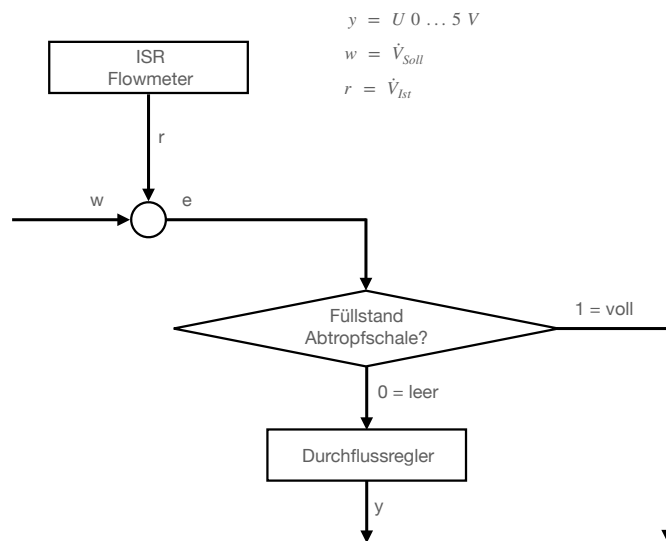 y = U 0 … 5 V
w = V̇Soll
r = V̇Ist
ISR
Flowmeter
r
w
e
Füllstand
Abtropfschale?
1 = voll
0 = leer
Durchflussregler
y